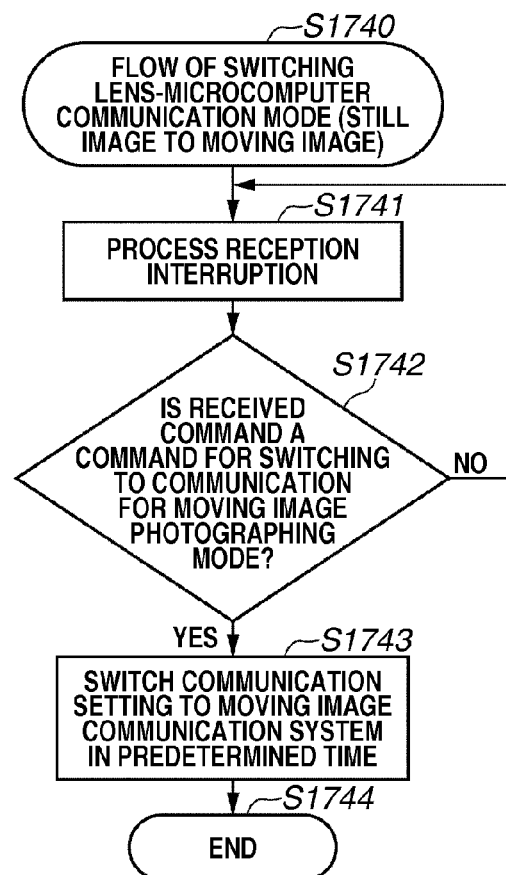 S1740
FLOW OF SWITCHING
LENS-MICROCOMPUTER
COMMUNICATION MODE (STILL
IMAGE TO MOVING IMAGE)
S1741
PROCESS RECEPTION
INTERRUPTION
S1742
IS RECEIVED
COMMAND A
COMMAND FOR SWITCHING
TO COMMUNICATION
FOR MOVING IMAGE
PHOTOGRAPHING
MODE?
NO
YES
S1743
SWITCH COMMUNICATION
SETTING TO MOVING IMAGE
COMMUNICATION SYSTEM
IN PREDETERMINED TIME
S1744
END